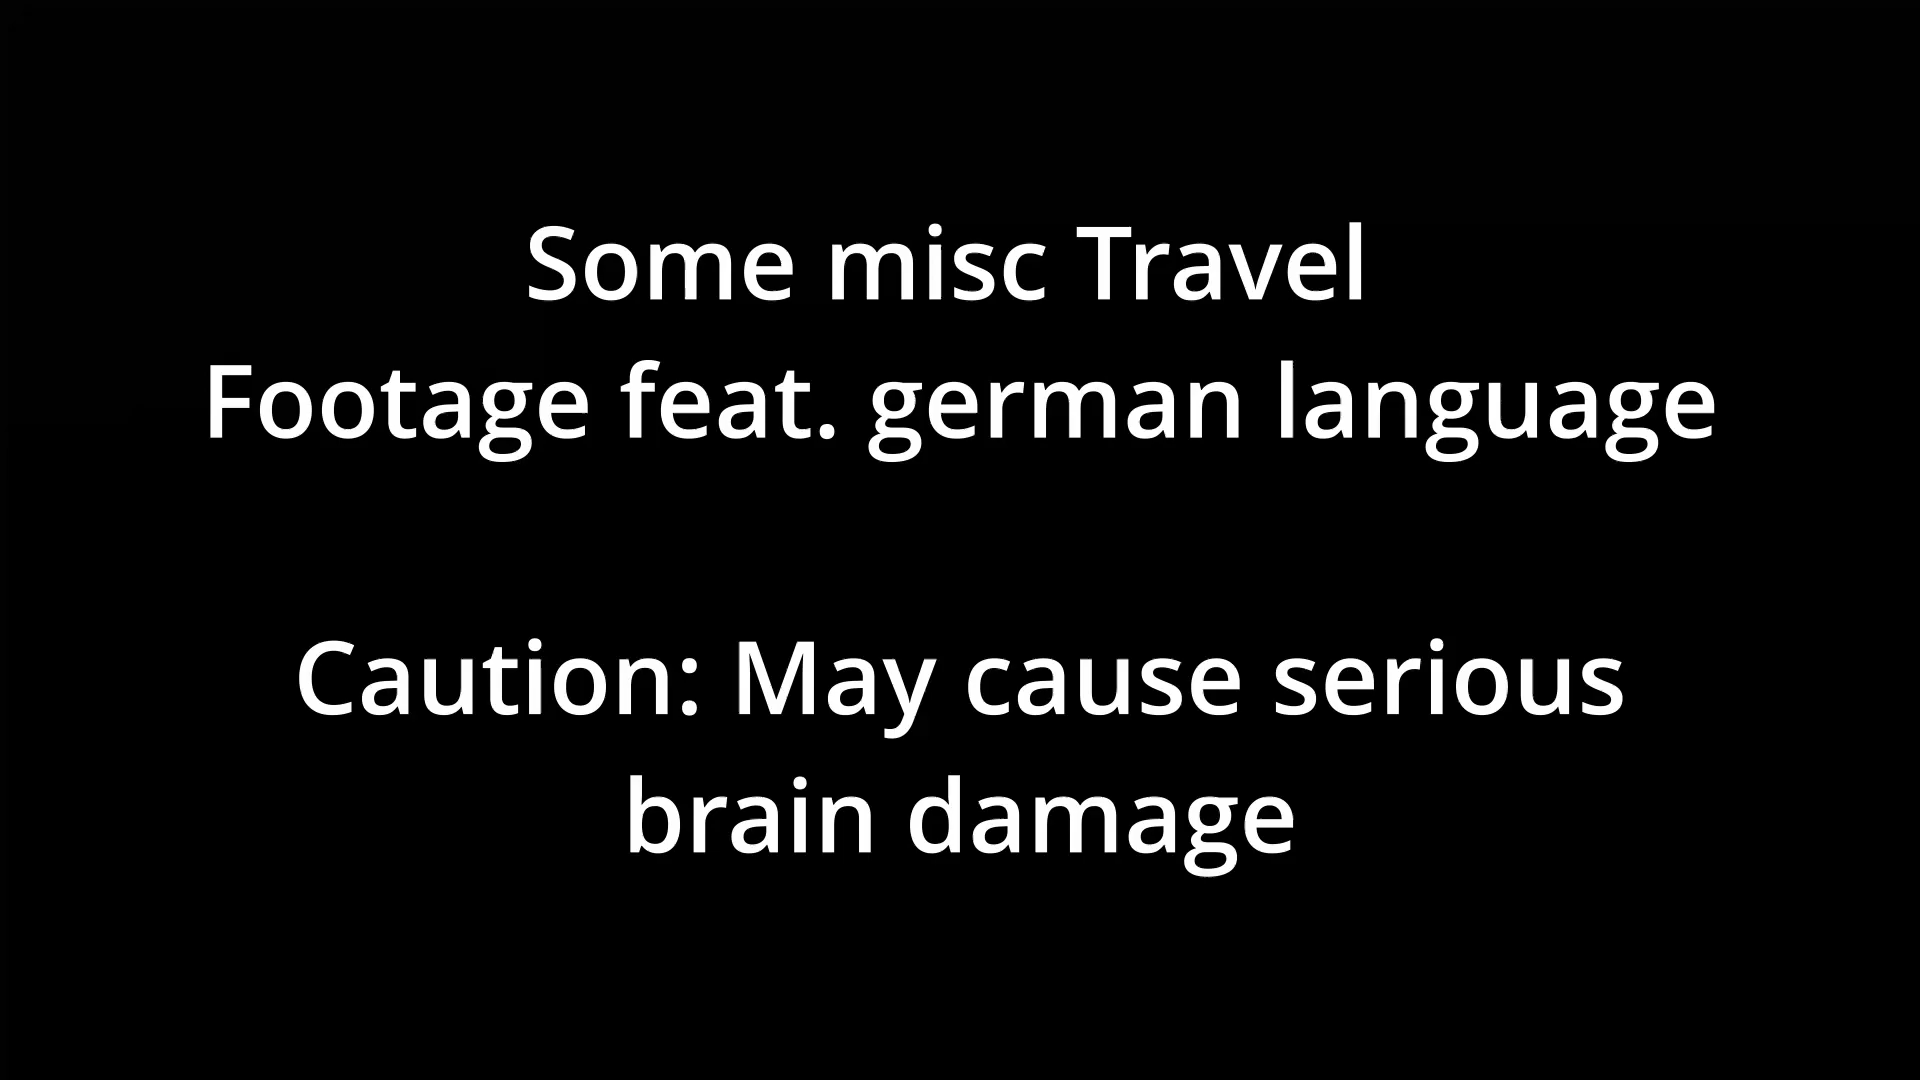 Some misc Travel
Footage feat. german language
Caution: May cause serious
brain damage